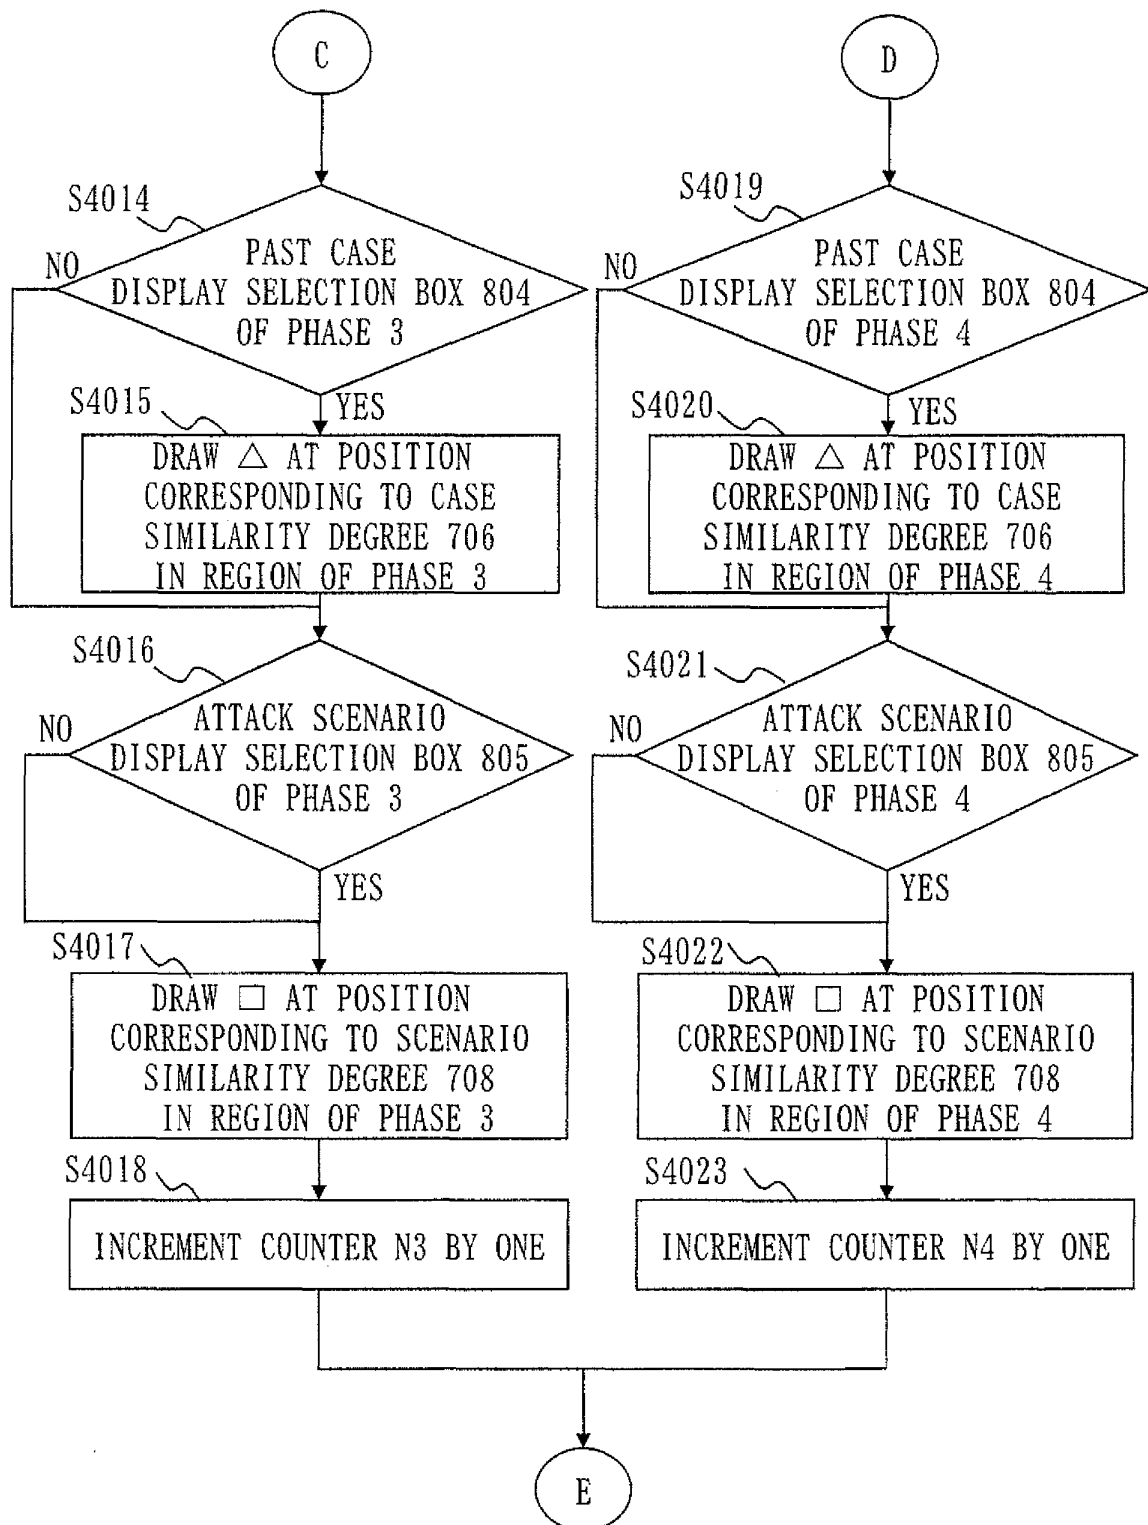 C
S4014
NO
PAST CASE
DISPLAY SELECTION BOX 804
OF PHASE 3
YES
S4015
DRAW △ AT POSITION
CORRESPONDING TO CASE
SIMILARITY DEGREE 706
IN REGION OF PHASE 3
S4016
NO
ATTACK SCENARIO
DISPLAY SELECTION BOX 805
OF PHASE 3
YES
S4017
DRAW □ AT POSITION
CORRESPONDING TO SCENARIO
SIMILARITY DEGREE 708
IN REGION OF PHASE 3
S4018
INCREMENT COUNTER N3 BY ONE
D
S4019
NO
PAST CASE
DISPLAY SELECTION BOX 804
OF PHASE 4
YES
S4020
DRAW △ AT POSITION
CORRESPONDING TO CASE
SIMILARITY DEGREE 706
IN REGION OF PHASE 4
S4021
NO
ATTACK SCENARIO
DISPLAY SELECTION BOX 805
OF PHASE 4
YES
S4022
DRAW □ AT POSITION
CORRESPONDING TO SCENARIO
SIMILARITY DEGREE 708
IN REGION OF PHASE 4
S4023
INCREMENT COUNTER N4 BY ONE
E